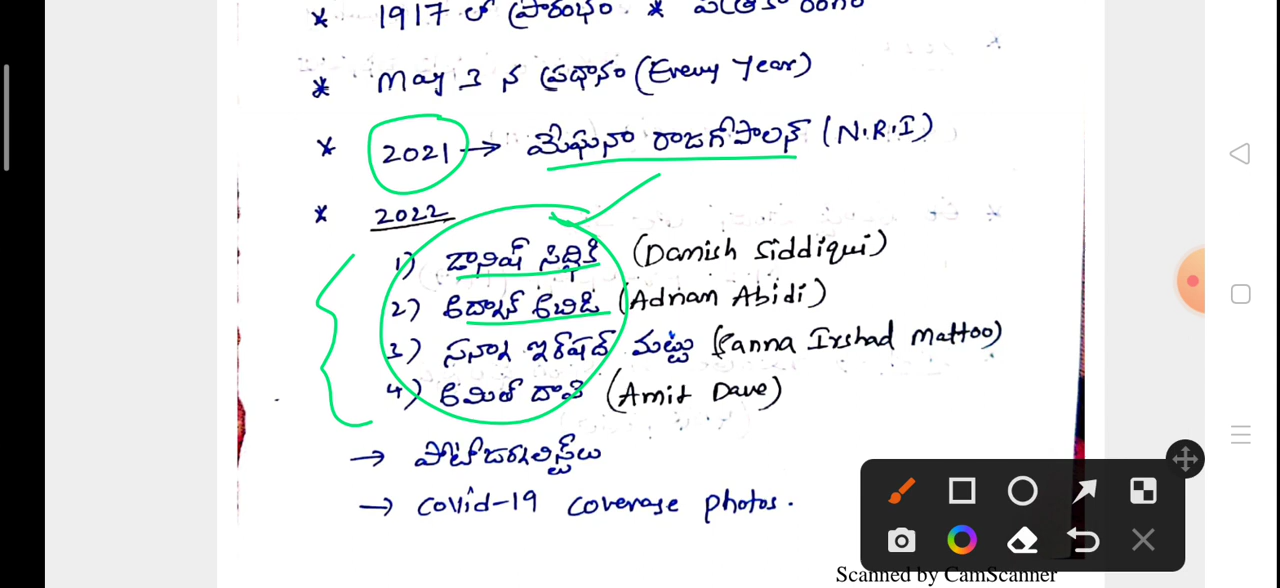 * 1917 లో ప్రారంభం. *
* May 3 న ప్రధానం (Every Year)
* 2021 → మేఘనా రాజగోపాలన్ (N.R.I)
* 2022
1) డానిష్ సిద్దికి (Danish Siddiqui)
2) అద్నాన్ అబిడి (Adnan Abidi)
3) సనాా ఇర్షాద్ మట్టు (Sanna Irshad Mattoo)
4) అమిత్ దావె (Amit Dave)
→ ఫోటో జర్నలిస్ట్‌లు
→ Covid-19 coverage photos.
Scanned by CamScanner